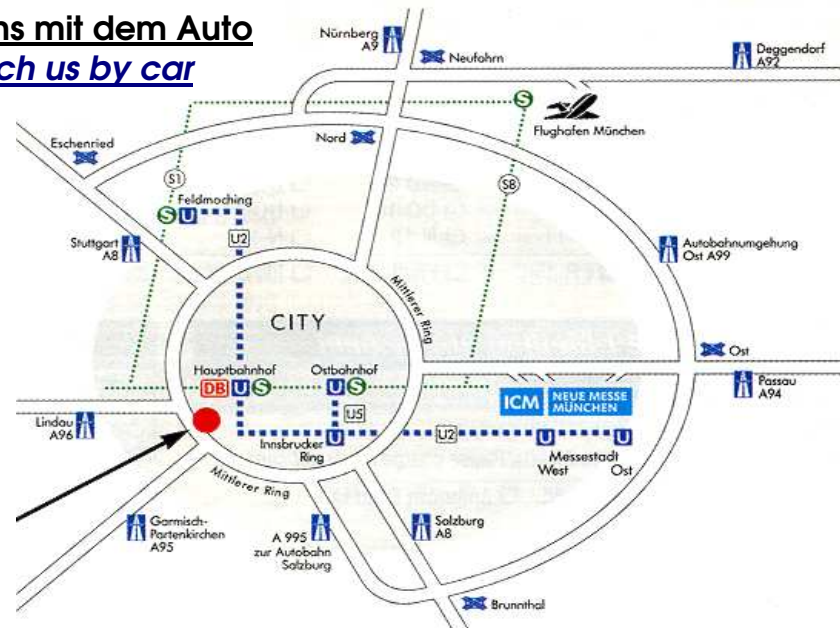 ns mit dem Auto
ch us by car
Nürnberg
A9
Neufahrn
Deggendorf
A92
Flughafen München
Eschenried
Nord
S1
S8
Feldmoching
U2
Stuttgart
A8
Autobahnumgehung
Ost A99
Mittlerer Ring
CITY
Ost
Hauptbahnhof
Ostbahnhof
DB
U
S
U
S
ICM
NEUE MESSE
MÜNCHEN
Passau
A94
Lindau
A96
U5
Innsbrucker
Ring
U
U2
U
U
Messestadt
West
Ost
Mittlerer Ring
Garmisch-
Partenkirchen
A95
A 995
zur Autobahn
Salzburg
Salzburg
A8
Brunnthal
S
U
S